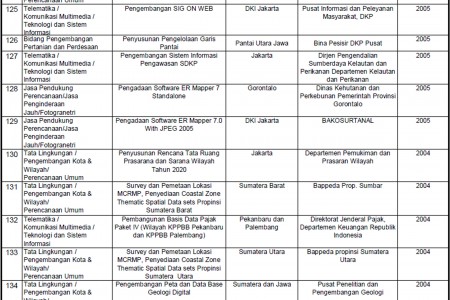 125
Telematika /
Komunikasi Multimedia /
Teknologi dan Sistem
Informasi
Pengembangan SIG ON WEB
DKI Jakarta
Pusat Informasi dan Peleyanan
Masyarakat, DKP
2005
126
Bidang Pengembangan
Pertanian dan Perdesaan
Penyusunan Pengelolaan Garis
Pantai
Pantai Utara Jawa
Bina Pesisir DKP Pusat
2005
127
Telematika /
Komunikasi Multimedia /
Teknologi dan Sistem
Informasi
Pengembangan Sistem Informasi
Pengawasan SDKP
Jakarta
Dirjen Pengendalian
Sumberdaya Kelautan dan
Perikanan Departemen Kelautan
dan Perikanan
2005
128
Jasa Pendukung
Perencanaan/Jasa
Penginderaan
Jauh/Fotogranetri
Pengadaan Software ER Mapper 7
Standalone
Gorontalo
Dinas Kehutanan dan
Perkebunan Pemerintah Provinsi
Gorontalo
2005
129
Jasa Pendukung
Perencanaan/Jasa
Penginderaan
Jauh/Fotogranetri
Pengadaan Software ER Mapper 7.0
With JPEG 2005
DKI Jakarta
BAKOSURTANAL
2005
130
Tata Lingkungan /
Pengembangan Kota &
Wilayah/
Perencanaan Umum
Penyusunan Rencana Tata Ruang
Prasarana dan Sarana Wilayah
Tahun 2020
Jakarta
Departemen Pemukiman dan
Prasaran Wilayah
2004
131
Tata Lingkungan /
Pengembangan Kota &
Wilayah/
Perencanaan Umum
Survey dan Pemetaan Lokasi
MCRMP, Penyediaan Coastal Zone
Thematic Spatial Data sets Propinsi
Sumatera Barat
Sumatera Barat
Bappeda Prop. Sumbar
2004
132
Telematika /
Komunikasi Multimedia /
Teknologi dan Sistem
Informasi
Pembangunan Basis Data Pajak
Paket IV (Wilayah KPPBB Pekanbaru
dan KPPBB Palembang)
Pekanbaru dan
Palembang
Direktorat Jenderal Pajak,
Departemen Keuangan Republik
Indonesia
2004
133
Tata Lingkungan /
Pengembangan Kota &
Wilayah/
Perencanaan Umum
Survey dan Pemetaan Lokasi
MCRMP, Penyediaan Coastal Zone
Thematic Spatial Data sets Propinsi
Sumatera Utara
Sumatera Utara
Bappeda propinsi Sumatera
Utara
2004
134
Tata Lingkungan /
Pengembangan Kota &
Wilayah/
Pengembangan Peta dan Data Base
Geologi Digital
Sumatera dan Jawa
Pusat Penelitian dan
Pengembangan Geologi
2004